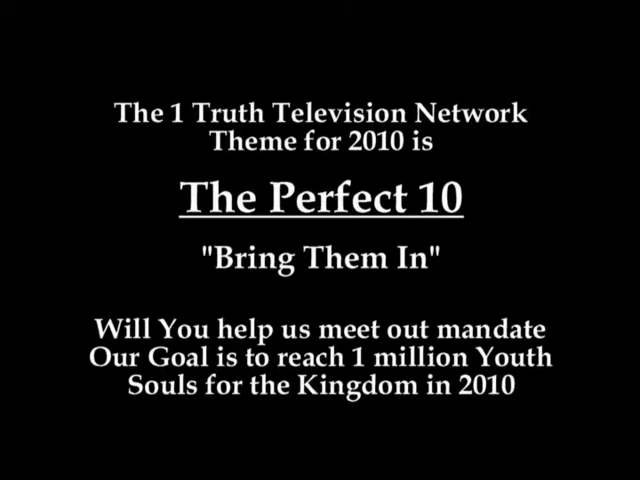 The 1 Truth Television Network
Theme for 2010 is
The Perfect 10
"Bring Them In"
Will You help us meet out mandate
Our Goal is to reach 1 million Youth
Souls for the Kingdom in 2010